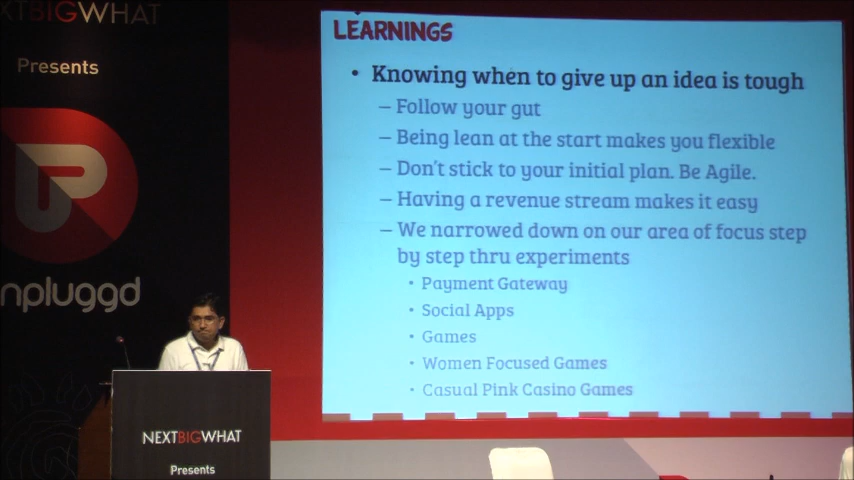 XTBIGWHAT
Presents
UP
npluggd
NEXTBIGWHAT
Presents
LEARNINGS
• Knowing when to give up an idea is tough
– Follow your gut
– Being lean at the start makes you flexible
– Don't stick to your initial plan. Be Agile.
– Having a revenue stream makes it easy
– We narrowed down on our area of focus step
by step thru experiments
• Payment Gateway
• Social Apps
• Games
• Women Focused Games
• Casual Pink Casino Games